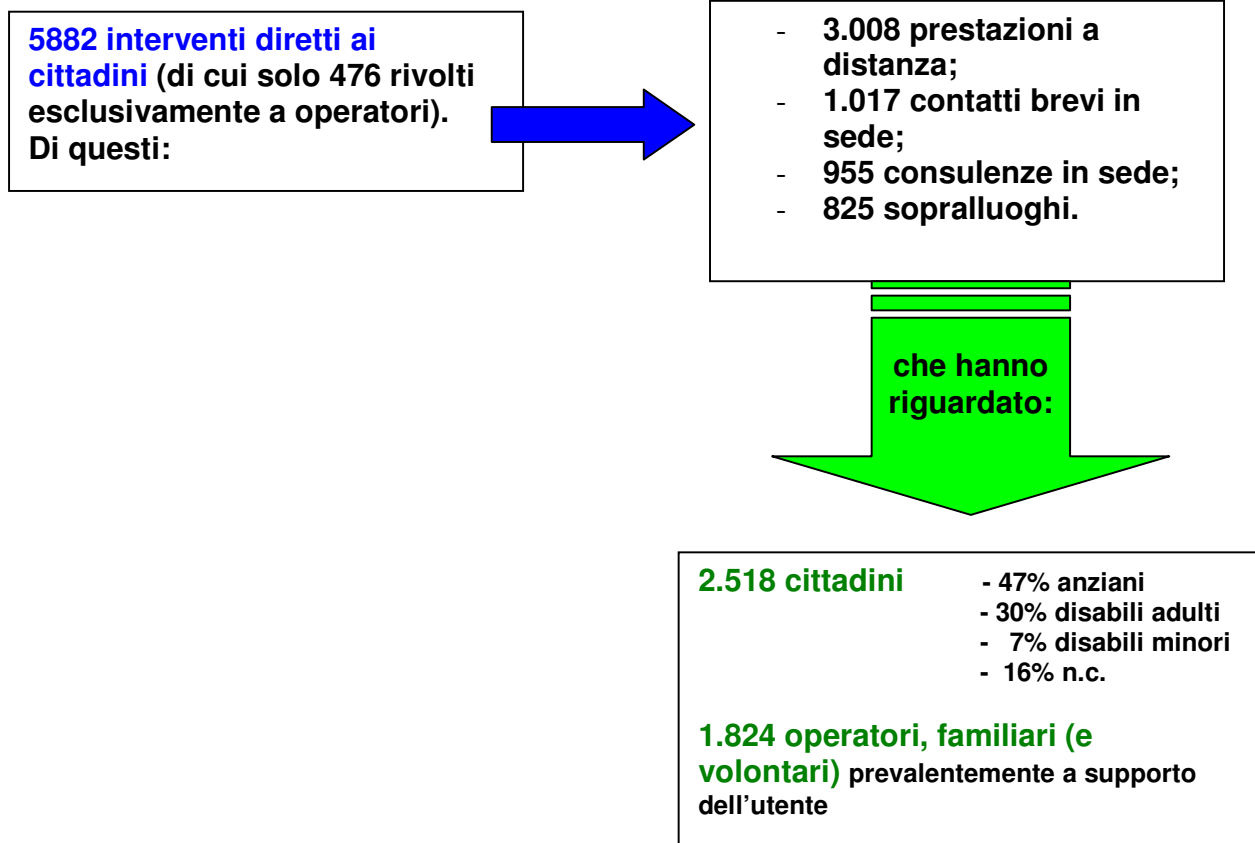 5882 interventi diretti ai
cittadini (di cui solo 476 rivolti
esclusivamente a operatori).
Di questi:
- 3.008 prestazioni a
distanza;
- 1.017 contatti brevi in
sede;
- 955 consulenze in sede;
- 825 sopralluoghi.
che hanno
riguardato:
2.518 cittadini - 47% anziani
- 30% disabili adulti
- 7% disabili minori
- 16% n.c.
1.824 operatori, familiari (e
volontari) prevalentemente a supporto
dell'utente